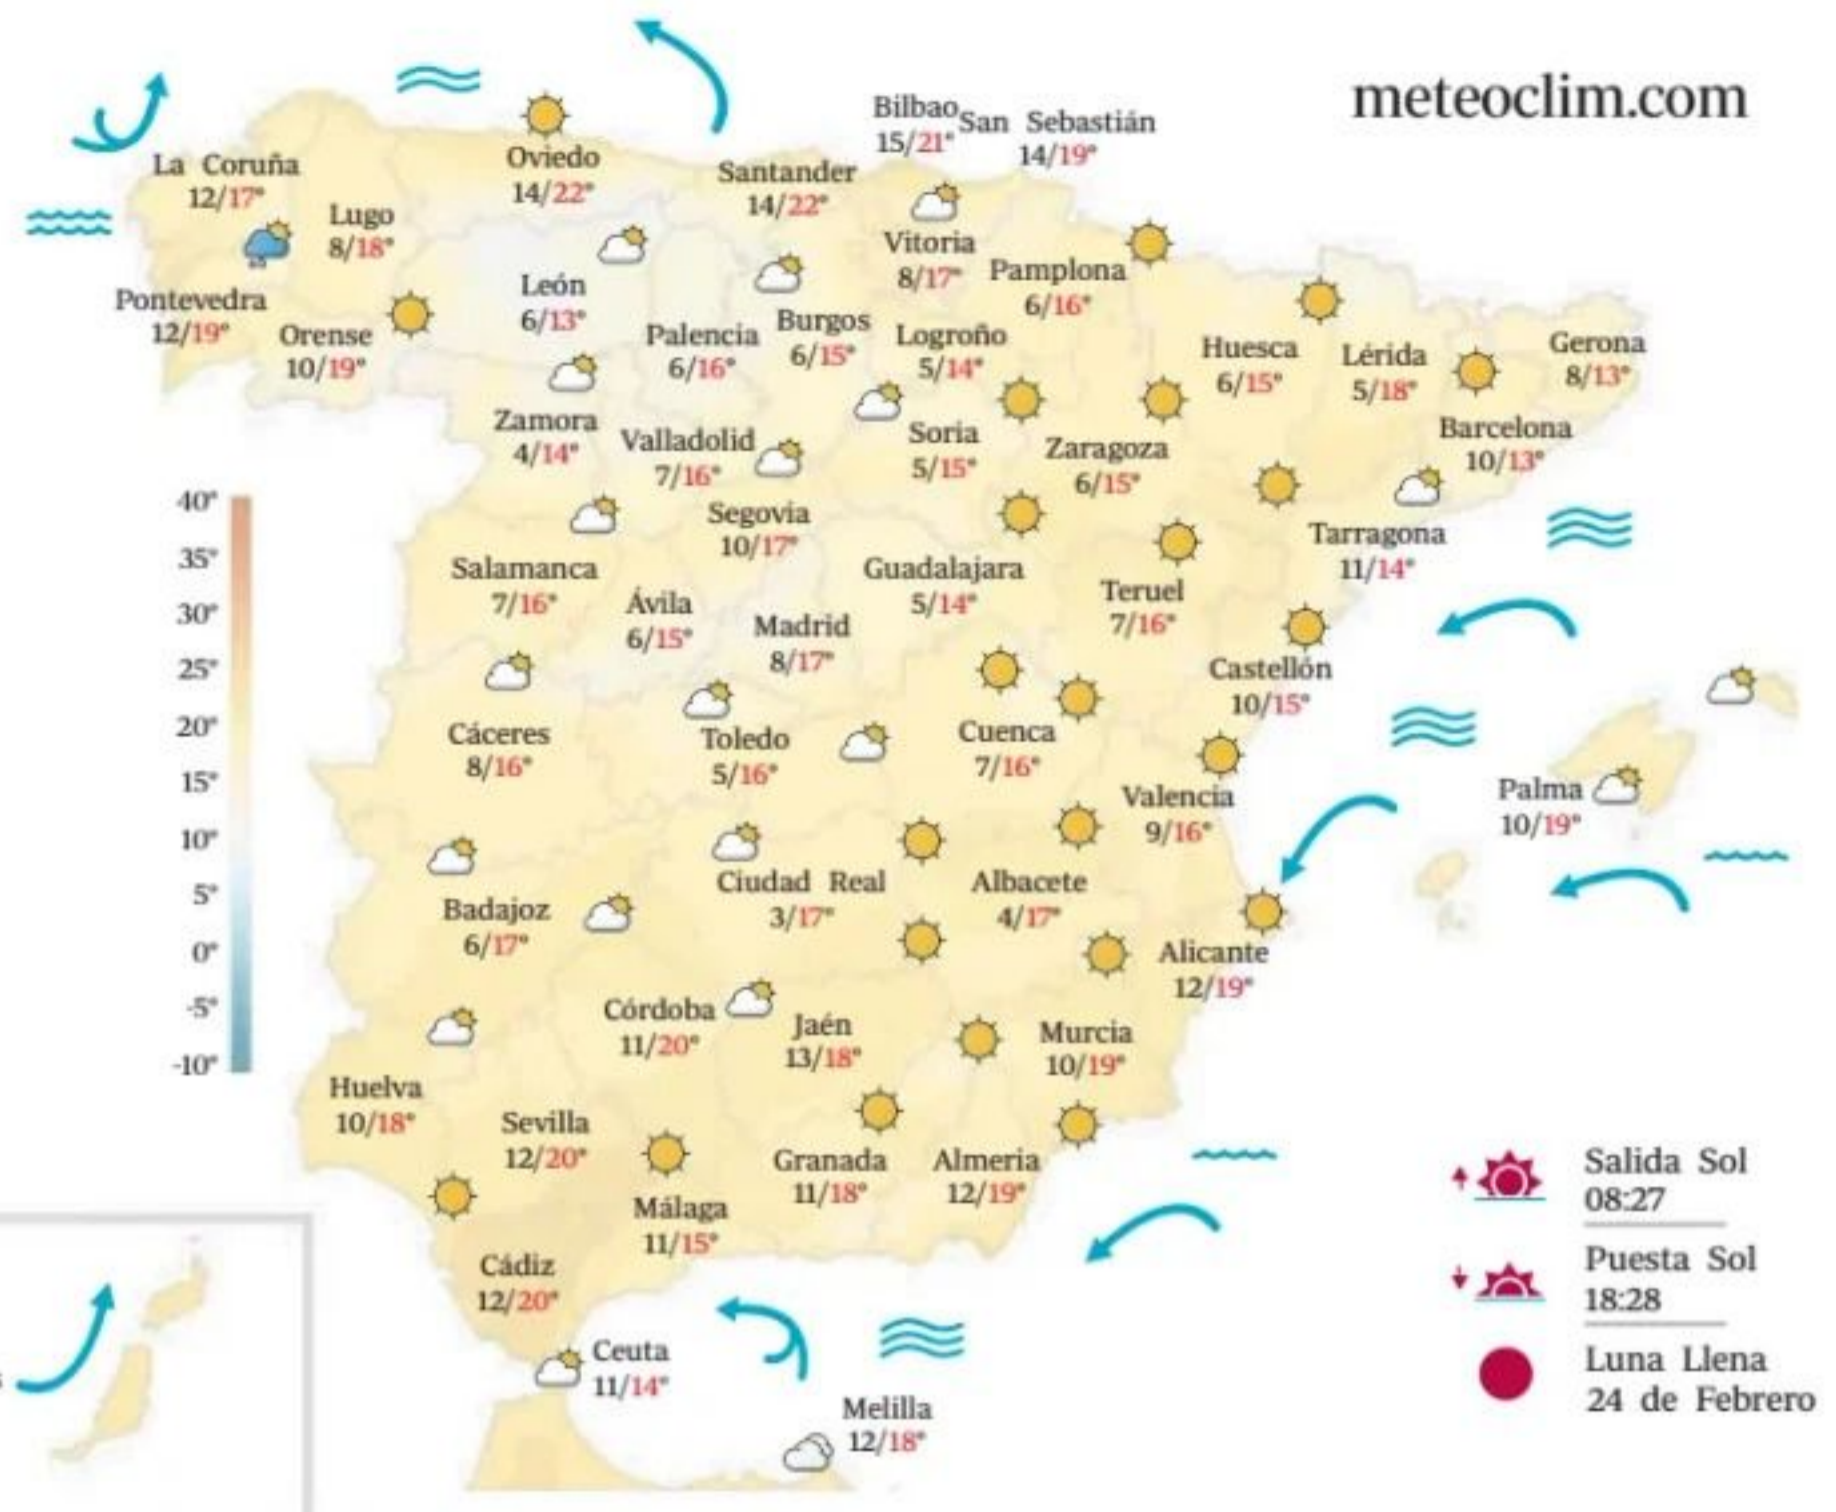 meteoclim.com
Bilbao
15/21°
San Sebastián
14/19°
La Coruña
12/17°
Oviedo
14/22°
Santander
14/22°
Lugo
8/18°
Vitoria
8/17°
Pamplona
6/16°
Pontevedra
12/19°
Orense
10/19°
León
6/13°
Palencia
6/16°
Burgos
6/15°
Logroño
5/14°
Huesca
6/15°
Lérida
5/18°
Gerona
8/13°
Zamora
4/14°
Valladolid
7/16°
Soria
5/15°
Zaragoza
6/15°
Barcelona
10/13°
Segovia
10/17°
Tarragona
11/14°
Salamanca
7/16°
Ávila
6/15°
Madrid
8/17°
Guadalajara
5/14°
Teruel
7/16°
Castellón
10/15°
Cáceres
8/16°
Toledo
5/16°
Cuenca
7/16°
Valencia
9/16°
Palma
10/19°
Badajoz
6/17°
Ciudad Real
3/17°
Albacete
4/17°
Alicante
12/19°
Córdoba
11/20°
Jaén
13/18°
Murcia
10/19°
Huelva
10/18°
Sevilla
12/20°
Málaga
11/15°
Granada
11/18°
Almeria
12/19°
Cádiz
12/20°
Ceuta
11/14°
Melilla
12/18°
40°
35°
30°
25°
20°
15°
10°
5°
0°
-5°
-10°
Salida Sol
08:27
Puesta Sol
18:28
Luna Llena
24 de Febrero